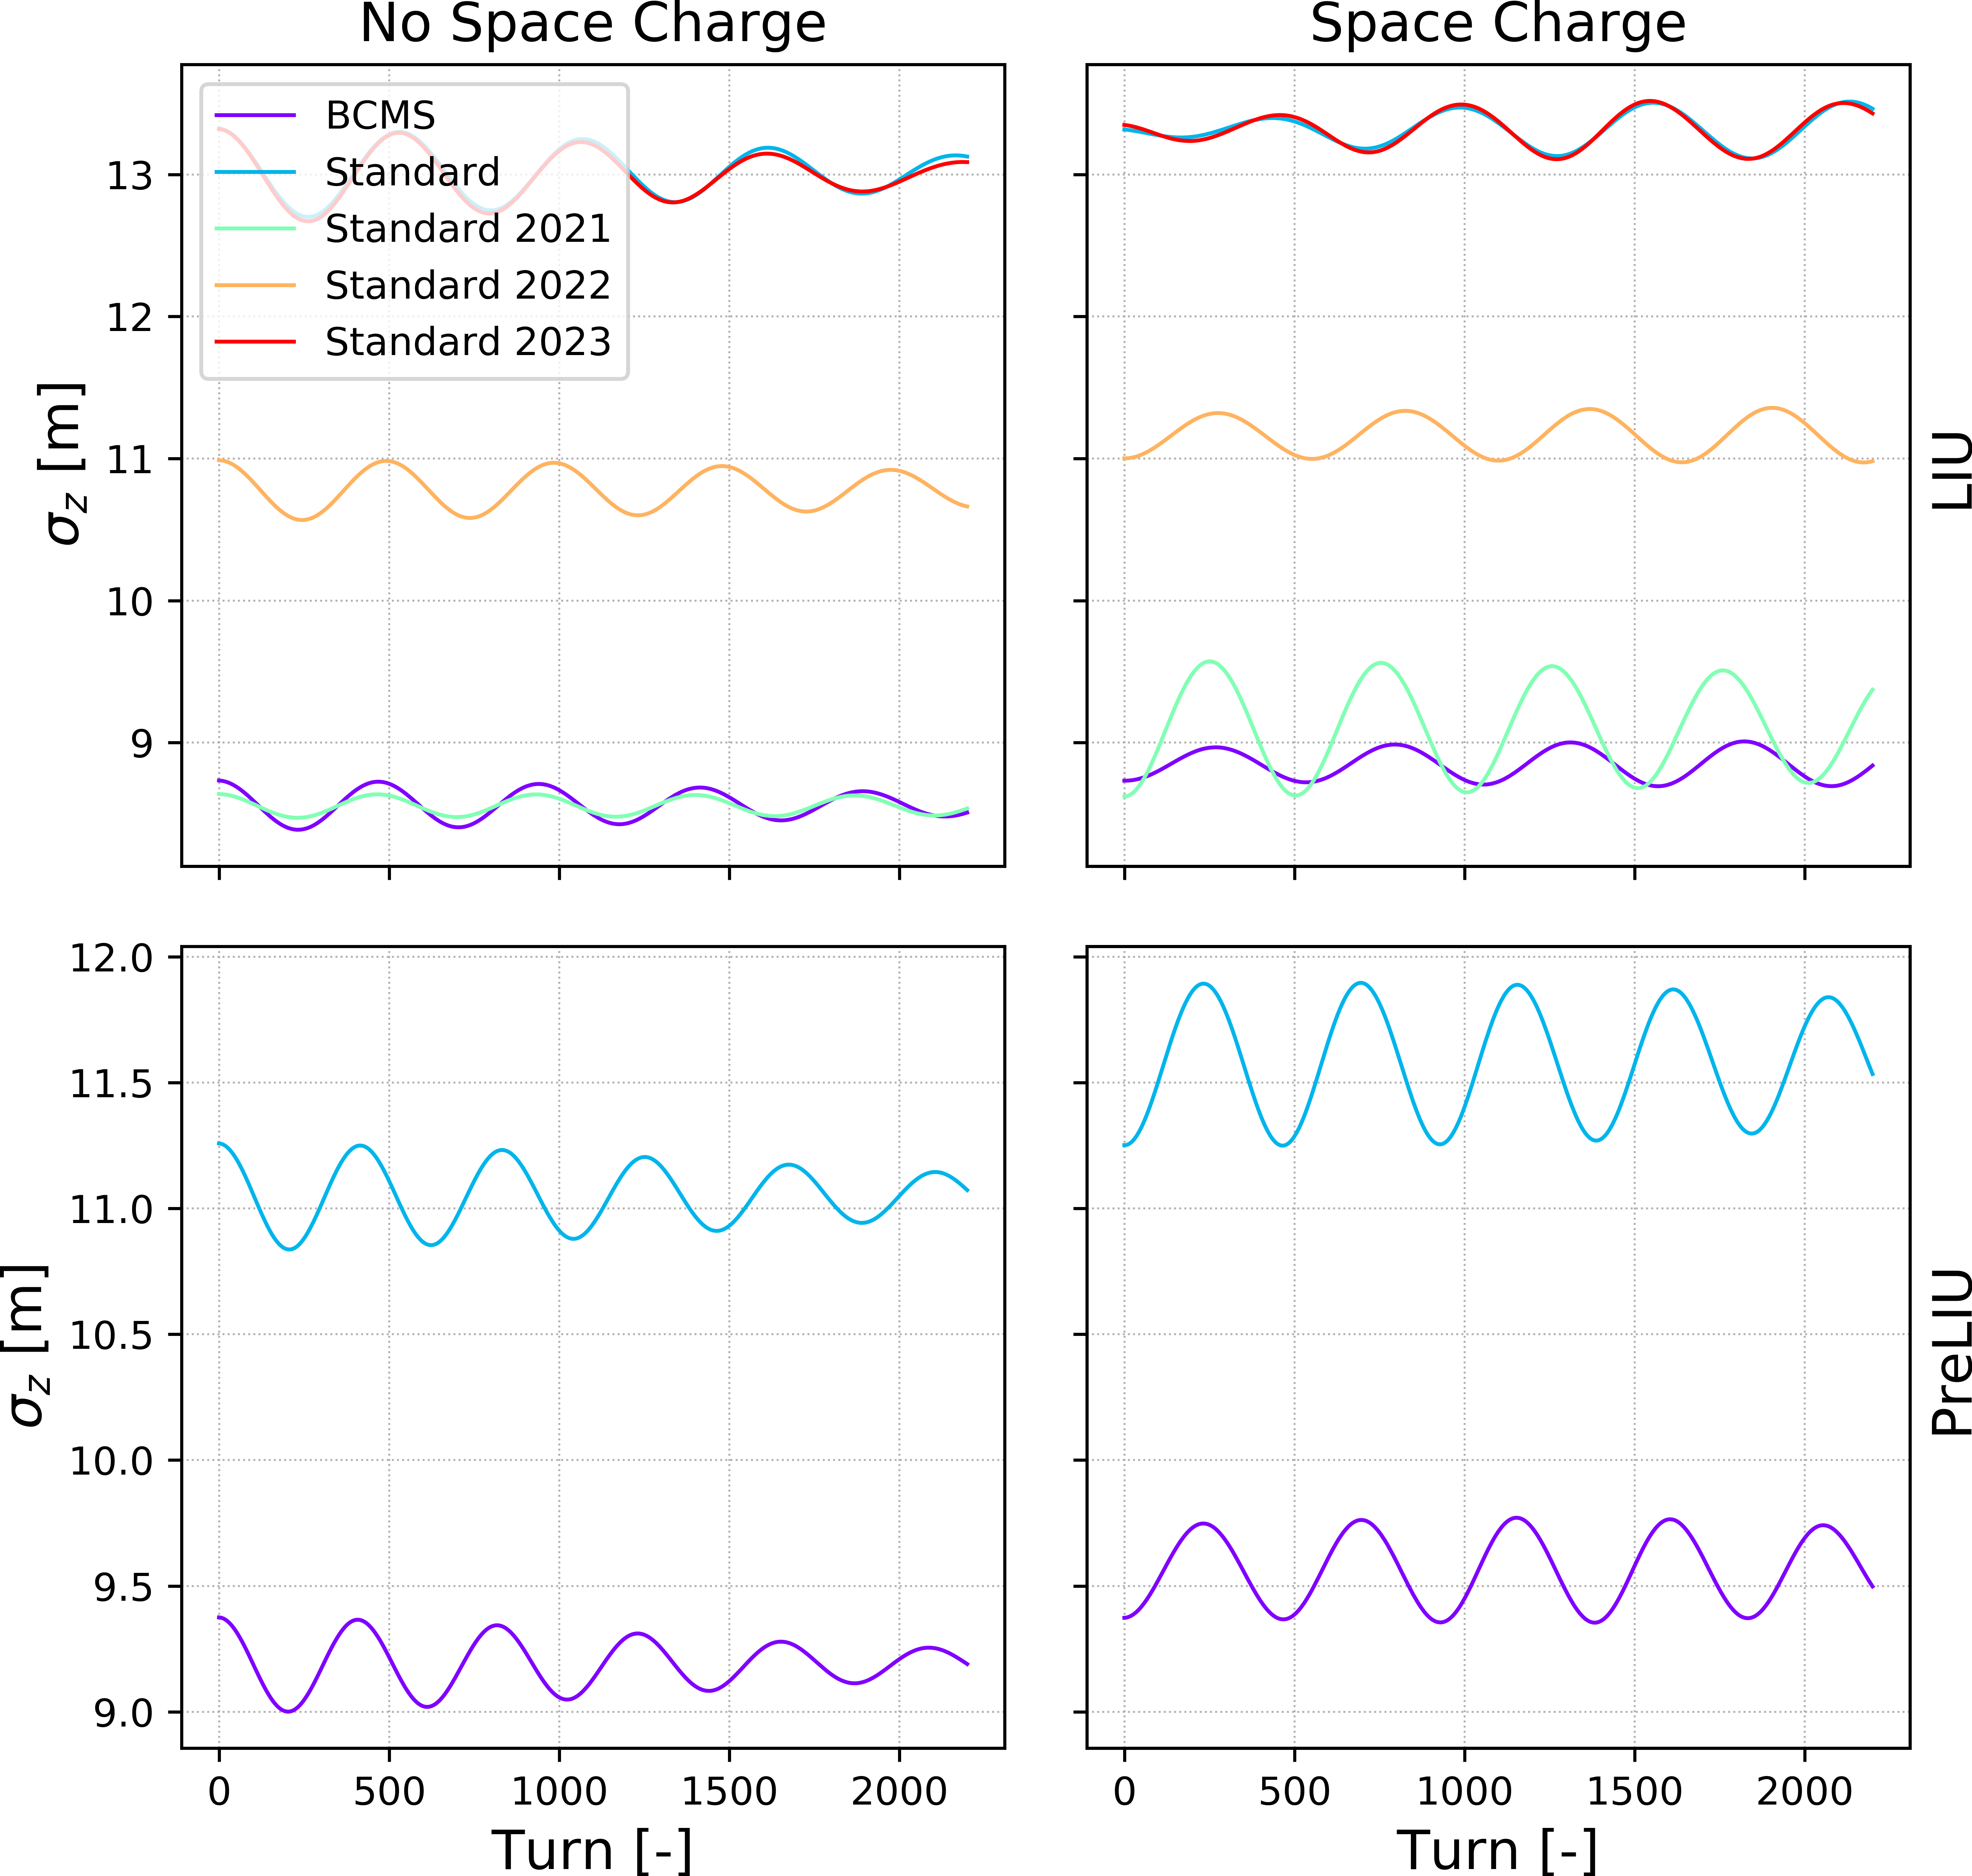 No Space Charge
Space Charge
BCMS
Standard
Standard 2021
Standard 2022
Standard 2023
13
12
11
10
9
σz [m]
LIU
12.0
11.5
11.0
10.5
10.0
9.5
9.0
σz [m]
PreLIU
0 500 1000 1500 2000
0 500 1000 1500 2000
Turn [-]
Turn [-]